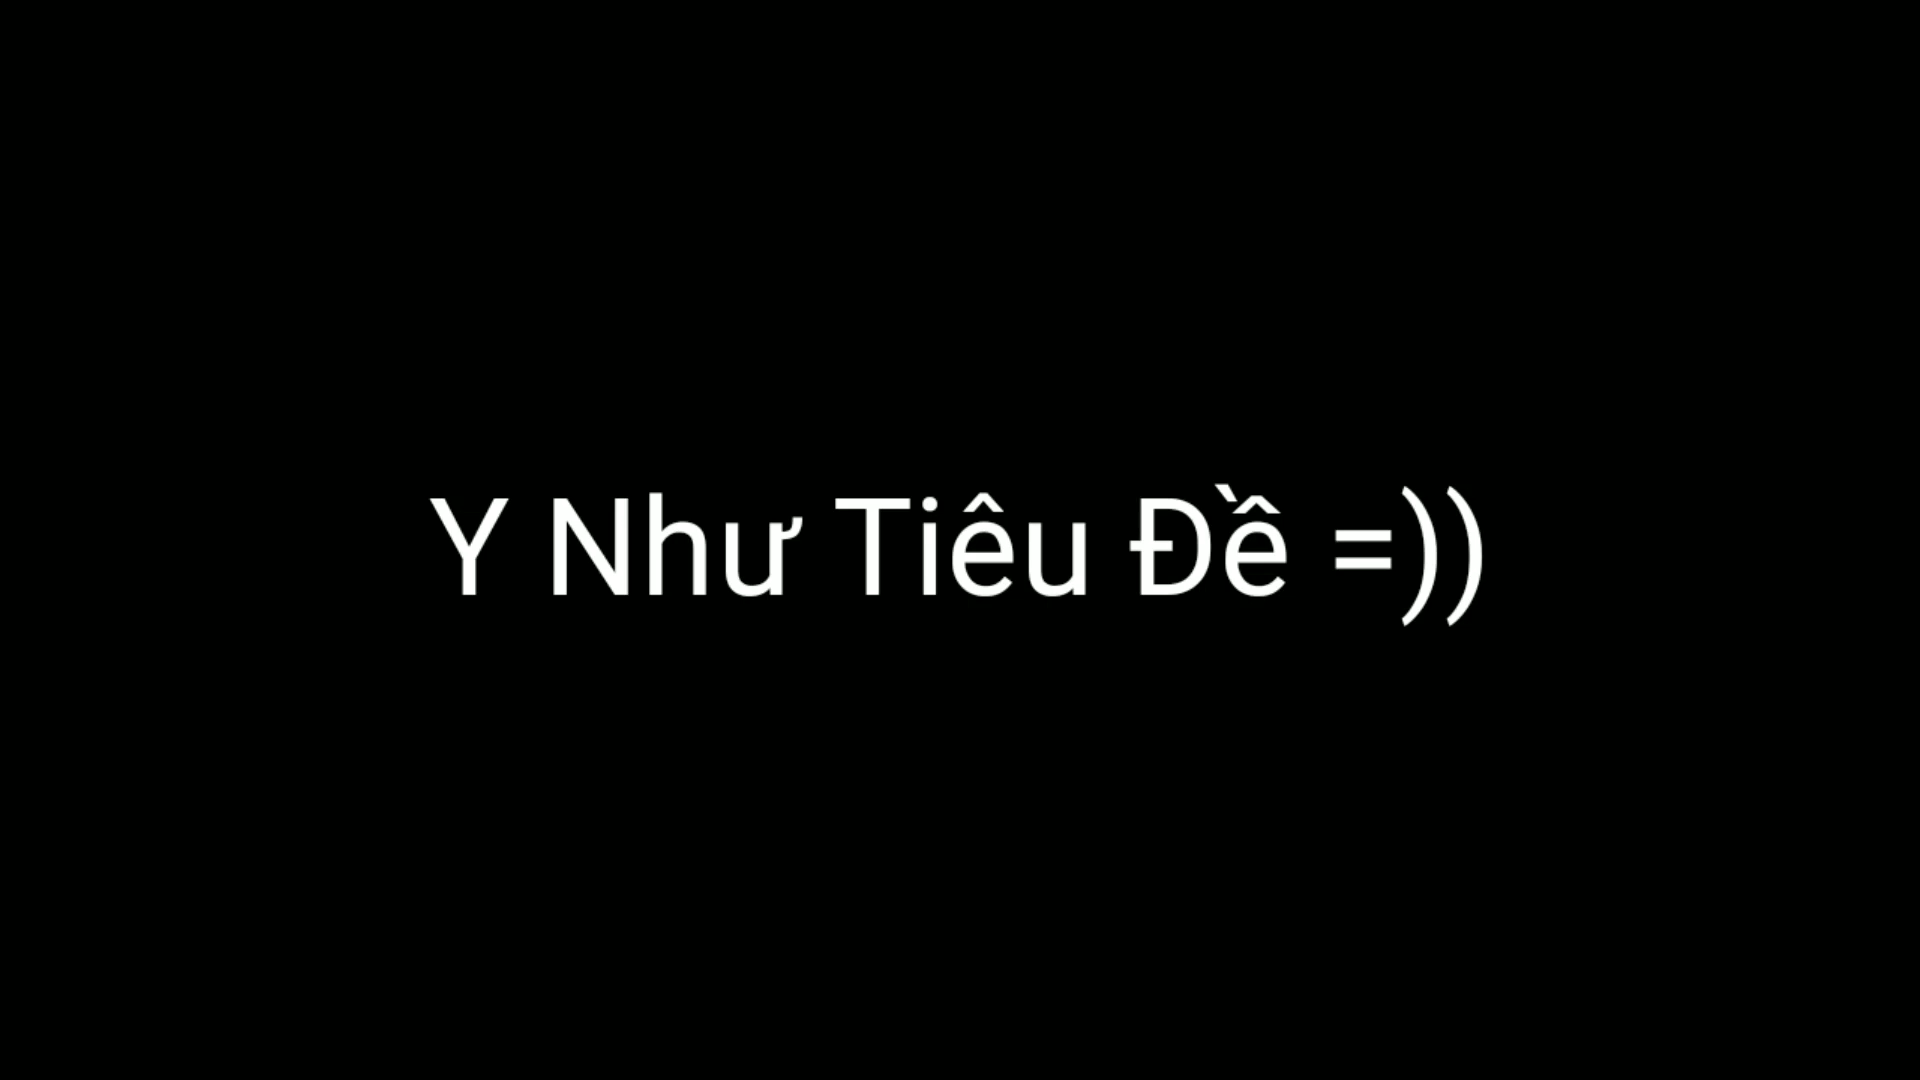 Y Như Tiêu Đề =))